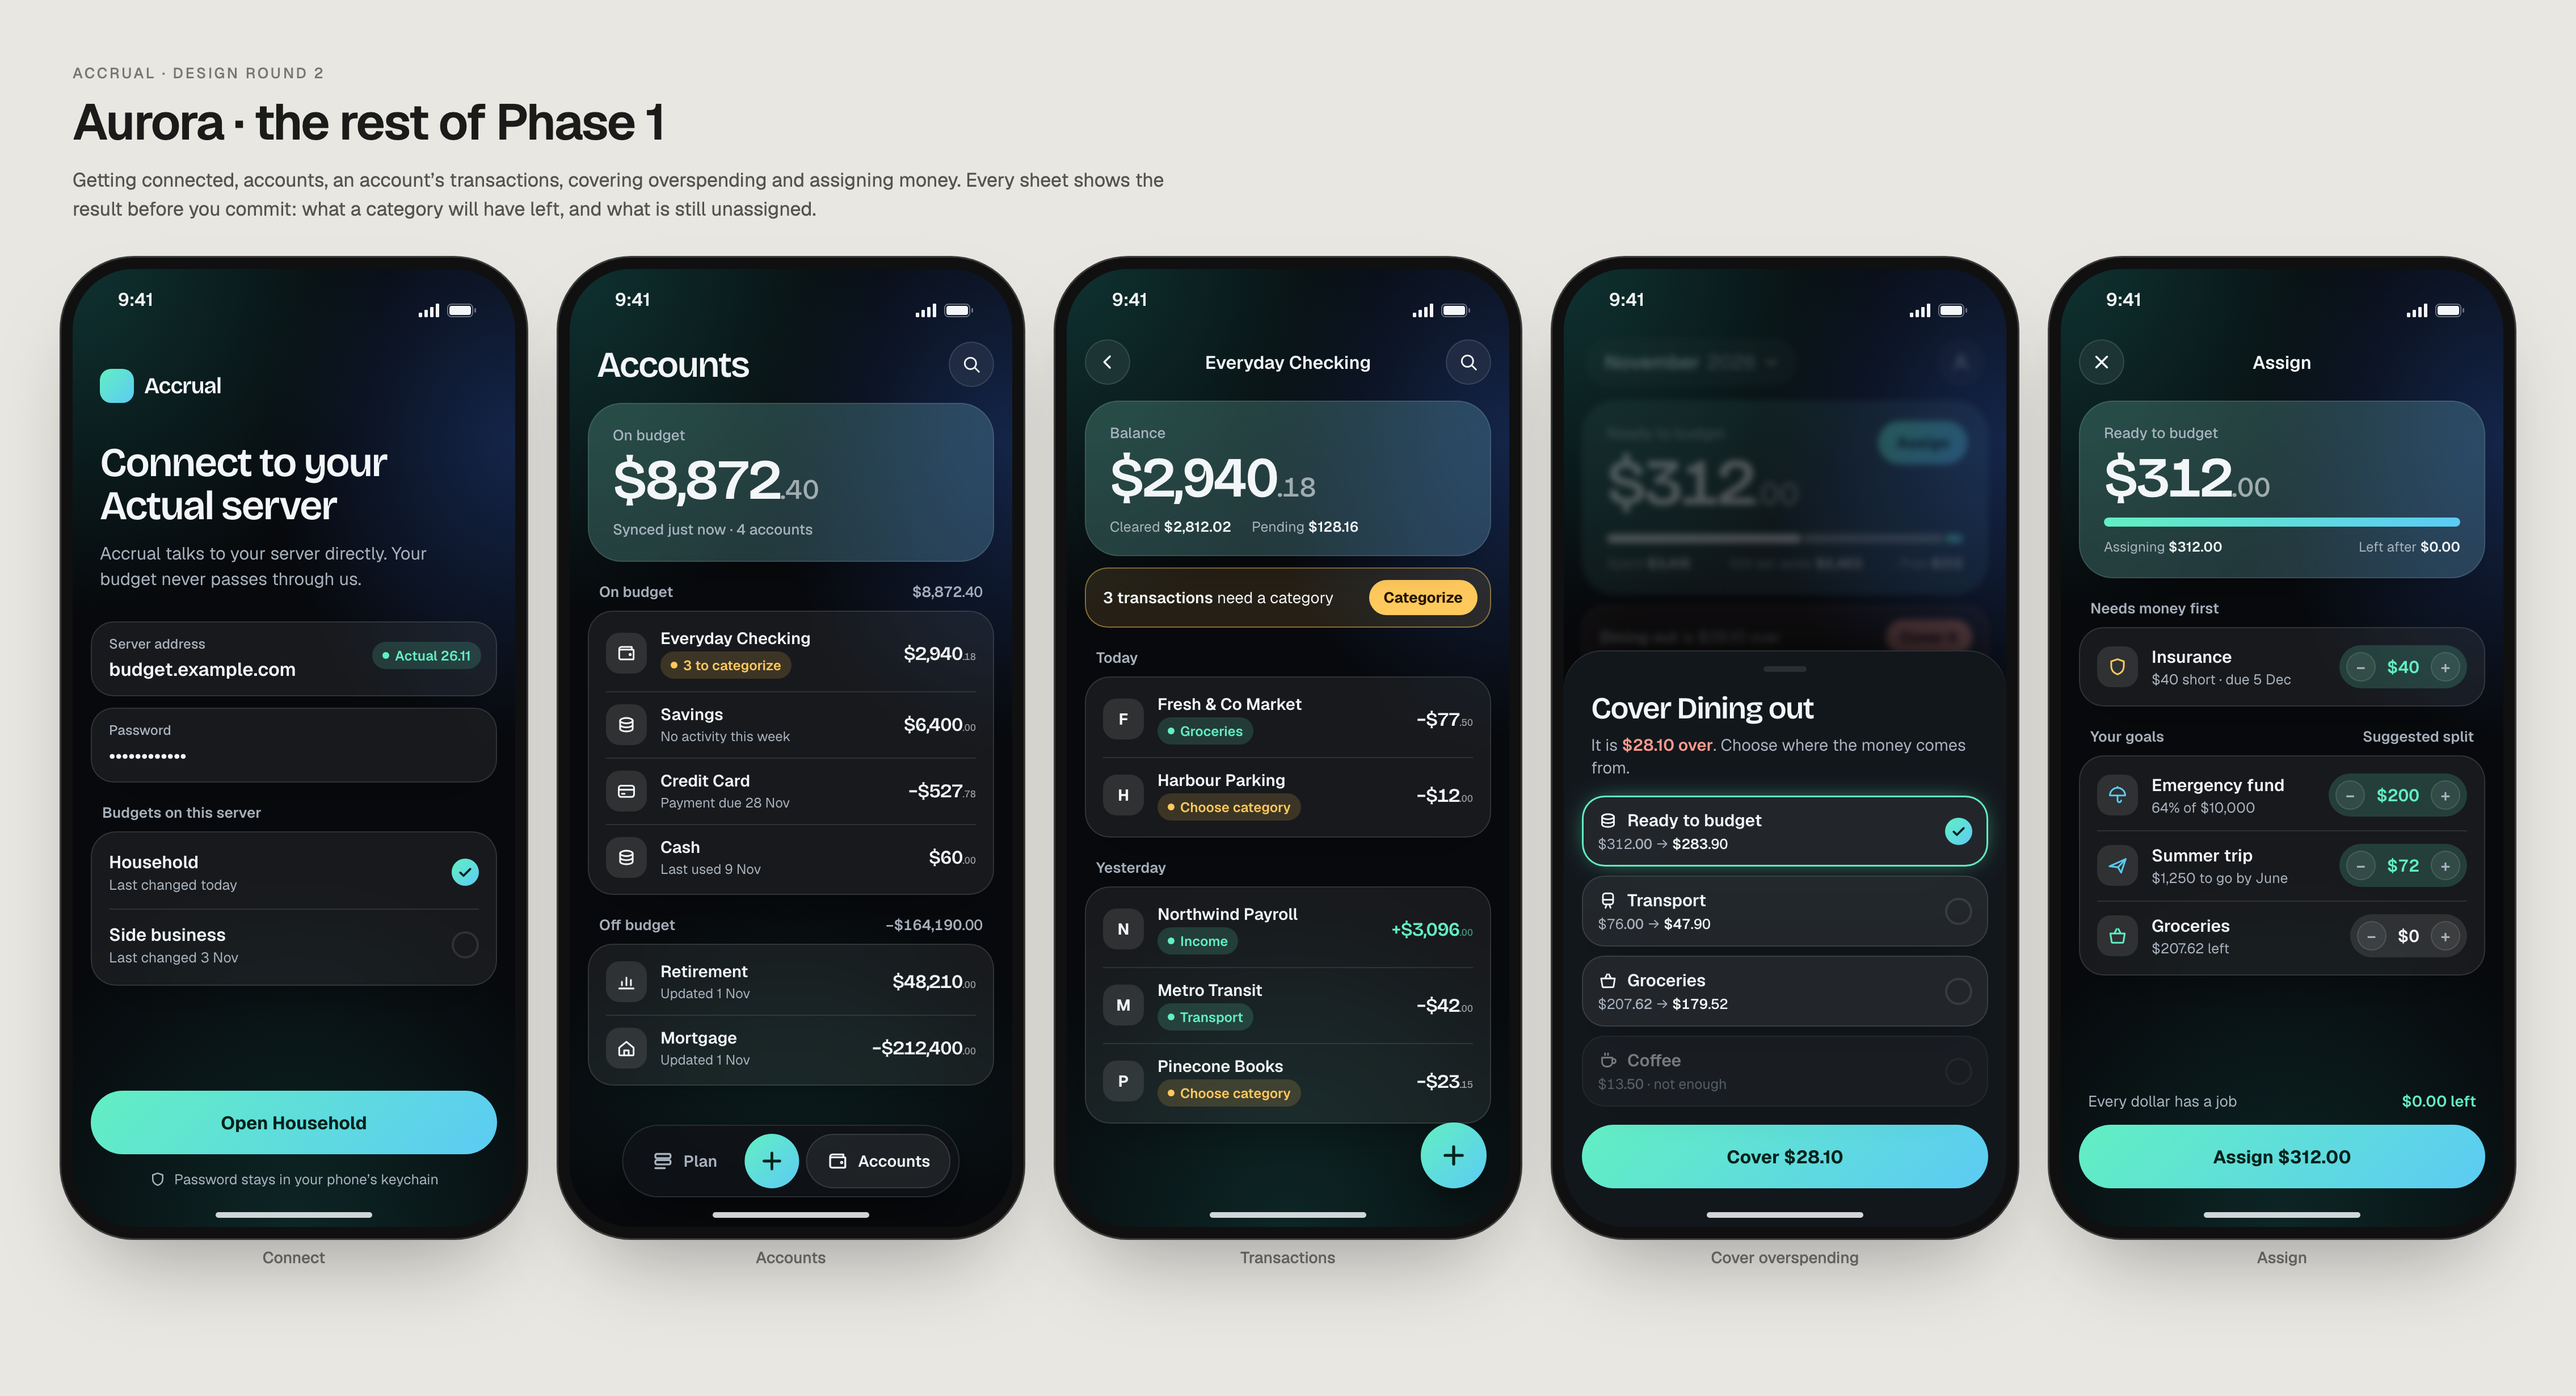 ACCRUAL · DESIGN ROUND 2
Aurora · the rest of Phase 1
Getting connected, accounts, an account's transactions, covering overspending and assigning money. Every sheet shows the
result before you commit: what a category will have left, and what is still unassigned.
9:41
Accrual
Connect to your
Actual server
Accrual talks to your server directly. Your
budget never passes through us.
Server address
budget.example.com
Actual 26.11
Password
Budgets on this server
Household
Last changed today
Side business
Last changed 3 Nov
Open Household
Password stays in your phone's keychain
Connect
9:41
Accounts
On budget
$8,872.40
Synced just now · 4 accounts
On budget $8,872.40
Everyday Checking
3 to categorize
$2,940.18
Savings
No activity this week
$6,400.00
Credit Card
Payment due 28 Nov
−$527.78
Cash
Last used 9 Nov
$60.00
Off budget −$164,190.00
Retirement
Updated 1 Nov
$48,210.00
Mortgage
Updated 1 Nov
−$212,400.00
Plan
Accounts
Accounts
9:41
Everyday Checking
Balance
$2,940.18
Cleared $2,812.02 Pending $128.16
3 transactions need a category
Categorize
Today
F
Fresh & Co Market
Groceries
−$77.50
H
Harbour Parking
Choose category
−$12.00
Yesterday
N
Northwind Payroll
Income
+$3,096.00
M
Metro Transit
Transport
−$42.00
P
Pinecone Books
Choose category
−$23.15
Transactions
9:41
November 2026
$312.00
Cover Dining out
It is $28.10 over. Choose where the money comes
from.
Ready to budget
$312.00 → $283.90
Transport
$76.00 → $47.90
Groceries
$207.62 → $179.52
Coffee
$13.50 · not enough
Cover $28.10
Cover overspending
9:41
Assign
Ready to budget
$312.00
Assigning $312.00 Left after $0.00
Needs money first
Insurance
$40 short · due 5 Dec
− $40 +
Your goals Suggested split
Emergency fund
64% of $10,000
− $200 +
Summer trip
$1,250 to go by June
− $72 +
Groceries
$207.62 left
− $0 +
Every dollar has a job $0.00 left
Assign $312.00
Assign